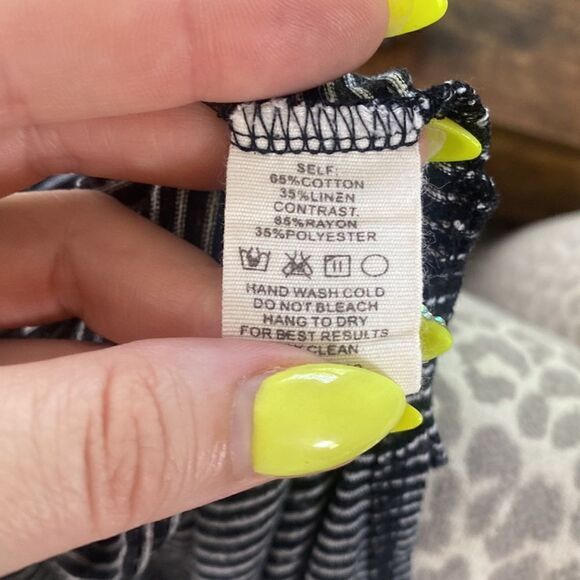 SELF:
65%COTTON
35%LINEN
CONTRAST.
65%RAYON
35%POLYESTER
HAND WASH COLD
DO NOT BLEACH
HANG TO DRY
FOR BEST RESULTS
CLEAN